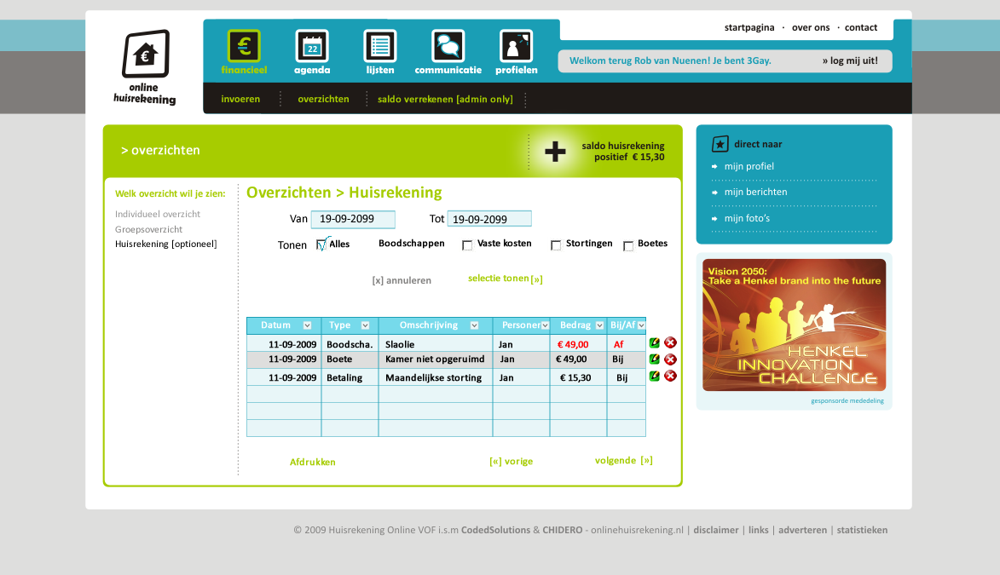 startpagina · over ons · contact
€
22
financieel agenda lijsten communicatie profielen
Welkom terug Rob van Nuenen! Je bent 3Gay. » log mij uit!
€
online
huisrekening
invoeren overzichten saldo verrekenen [admin only]
> overzichten
saldo huisrekening
positief € 15,30
direct naar
mijn profiel
mijn berichten
mijn foto's
Welk overzicht wil je zien:
Individueel overzicht
Groepsoverzicht
Huisrekening [optioneel]
Overzichten > Huisrekening
Van 19-09-2099 Tot 19-09-2099
Tonen Alles Boodschappen Vaste kosten Stortingen Boetes
[x] annuleren selectie tonen [»]
Datum Type Omschrijving Personen Bedrag Bij/Af
11-09-2009 Boodscha. Slaolie Jan € 49,00 Af
11-09-2009 Boete Kamer niet opgeruimd Jan € 49,00 Bij
11-09-2009 Betaling Maandelijkse storting Jan € 15,30 Bij
Afdrukken [«] vorige volgende [»]
Vision 2050:
Take a Henkel brand into the future
HENKEL
INNOVATION
CHALLENGE
gesponsorde mededeling
© 2009 Huisrekening Online VOF i.s.m CodedSolutions & CHIDERO - onlinehuisrekening.nl | disclaimer | links | adverteren | statistieken